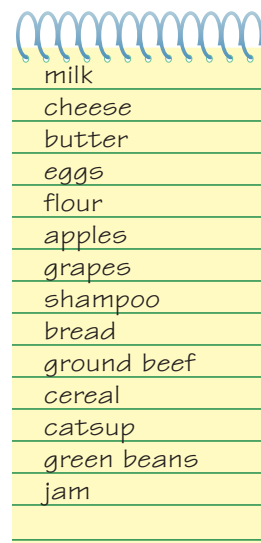 milk
cheese
butter
eggs
flour
apples
grapes
shampoo
bread
ground beef
cereal
catsup
green beans
jam